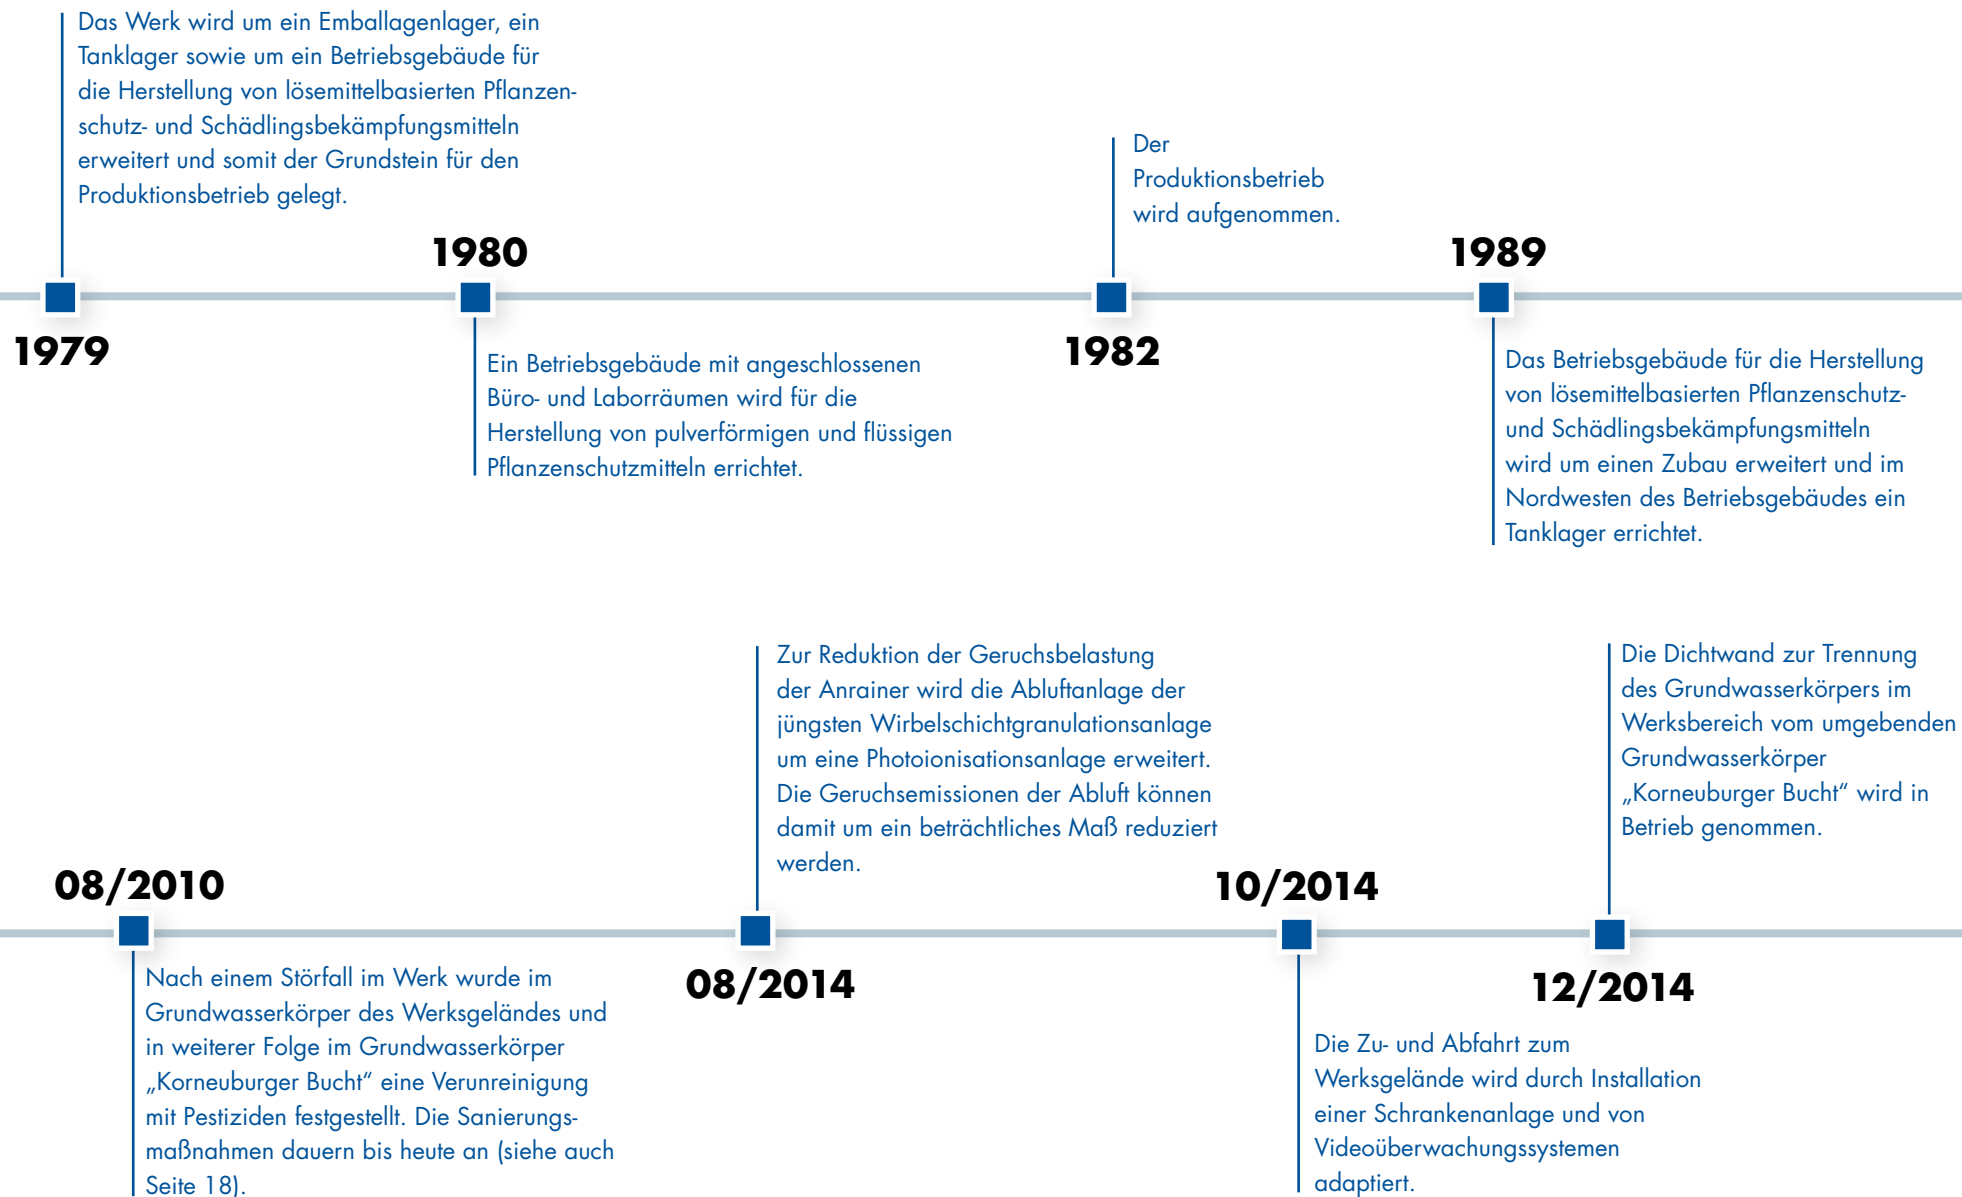 Das Werk wird um ein Emballagenlager, ein
Tanklager sowie um ein Betriebsgebäude für
die Herstellung von lösemittelbasierten Pflanzen-
schutz- und Schädlingsbekämpfungsmitteln
erweitert und somit der Grundstein für den
Produktionsbetrieb gelegt.
1979
1980
Ein Betriebsgebäude mit angeschlossenen
Büro- und Laborräumen wird für die
Herstellung von pulverförmigen und flüssigen
Pflanzenschutzmitteln errichtet.
Der
Produktionsbetrieb
wird aufgenommen.
1982
1989
Das Betriebsgebäude für die Herstellung
von lösemittelbasierten Pflanzenschutz-
und Schädlingsbekämpfungsmitteln
wird um einen Zubau erweitert und im
Nordwesten des Betriebsgebäudes ein
Tanklager errichtet.
08/2010
Nach einem Störfall im Werk wurde im
Grundwasserkörper des Werksgeländes und
in weiterer Folge im Grundwasserkörper
„Korneuburger Bucht“ eine Verunreinigung
mit Pestiziden festgestellt. Die Sanierungs-
maßnahmen dauern bis heute an (siehe auch
Seite 18).
Zur Reduktion der Geruchsbelastung
der Anrainer wird die Abluftanlage der
jüngsten Wirbelschichtgranulationsanlage
um eine Photoionisationsanlage erweitert.
Die Geruchsemissionen der Abluft können
damit um ein beträchtliches Maß reduziert
werden.
08/2014
10/2014
Die Zu- und Abfahrt zum
Werksgelände wird durch Installation
einer Schrankenanlage und von
Videoüberwachungssystemen
adaptiert.
Die Dichtwand zur Trennung
des Grundwasserkörpers im
Werksbereich vom umgebenden
Grundwasserkörper
„Korneuburger Bucht“ wird in
Betrieb genommen.
12/2014